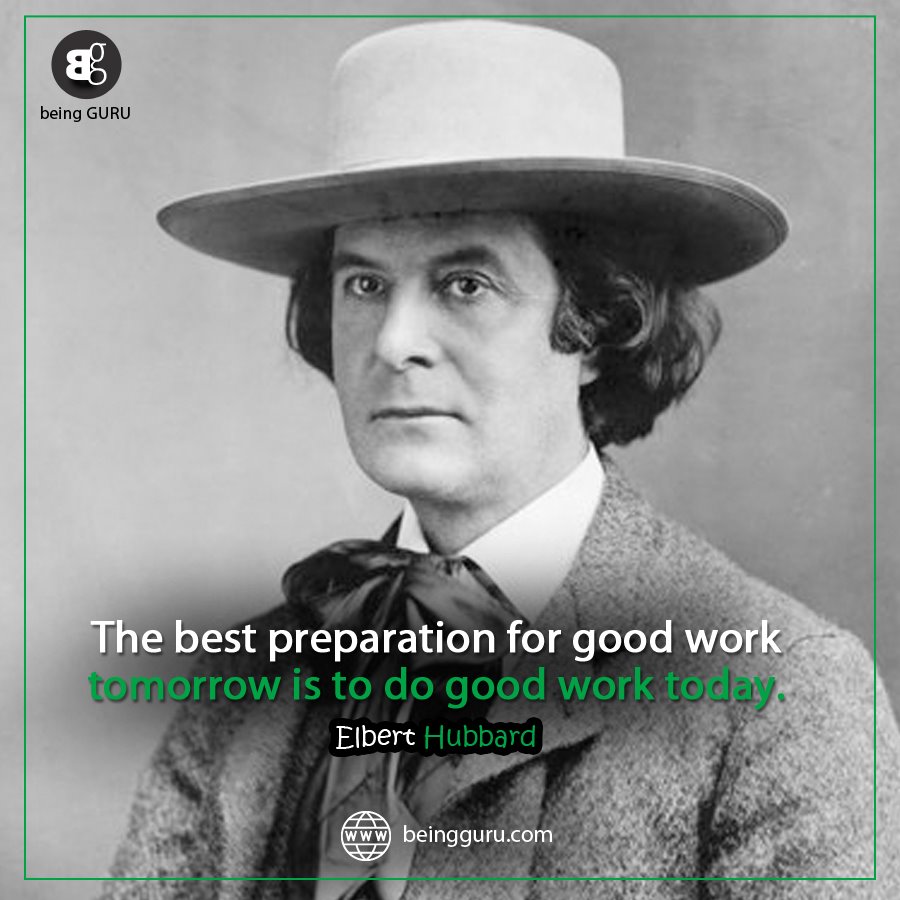 Bg
being GURU
The best preparation for good work
tomorrow is to do good work today.
Elbert Hubbard
www beingguru.com